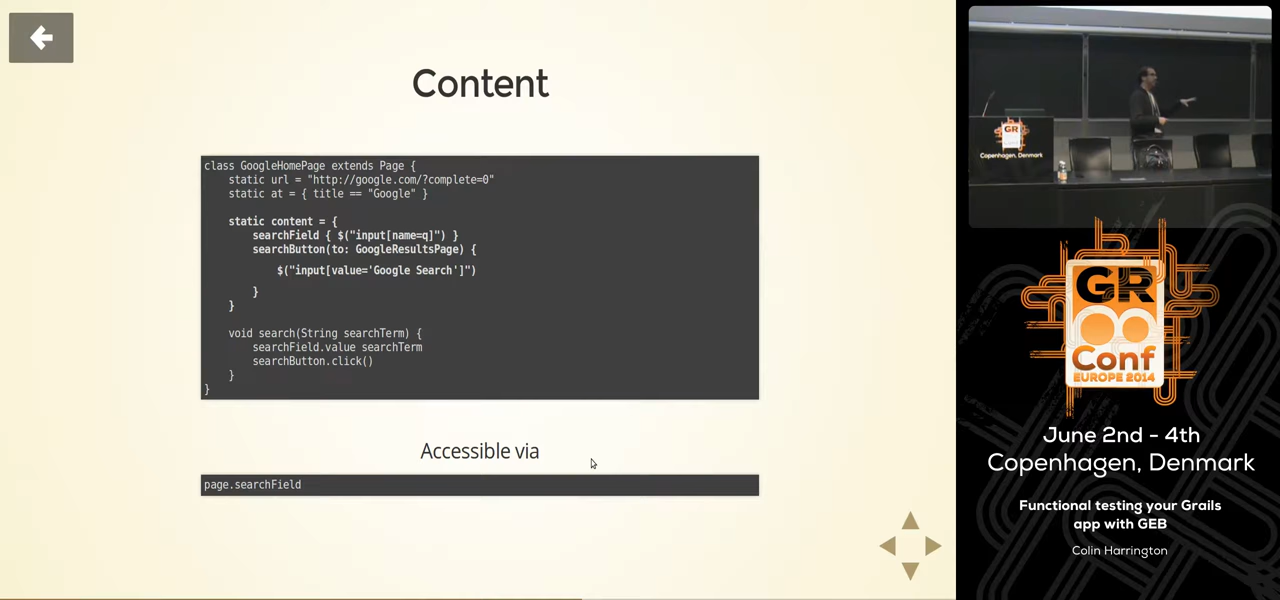 Content
class GoogleHomePage extends Page {
static url = "http://google.com/?complete=0"
static at = { title == "Google" }
static content = {
searchField { $("input[name=q]") }
searchButton(to: GoogleResultsPage) {
$("input[value='Google Search']")
}
}
void search(String searchTerm) {
searchField.value searchTerm
searchButton.click()
}
}
Accessible via
page.searchField
GR
Copenhagen, Denmark
GR
Conf
EUROPE 2014
June 2nd - 4th
Copenhagen, Denmark
Functional testing your Grails
app with GEB
Colin Harrington